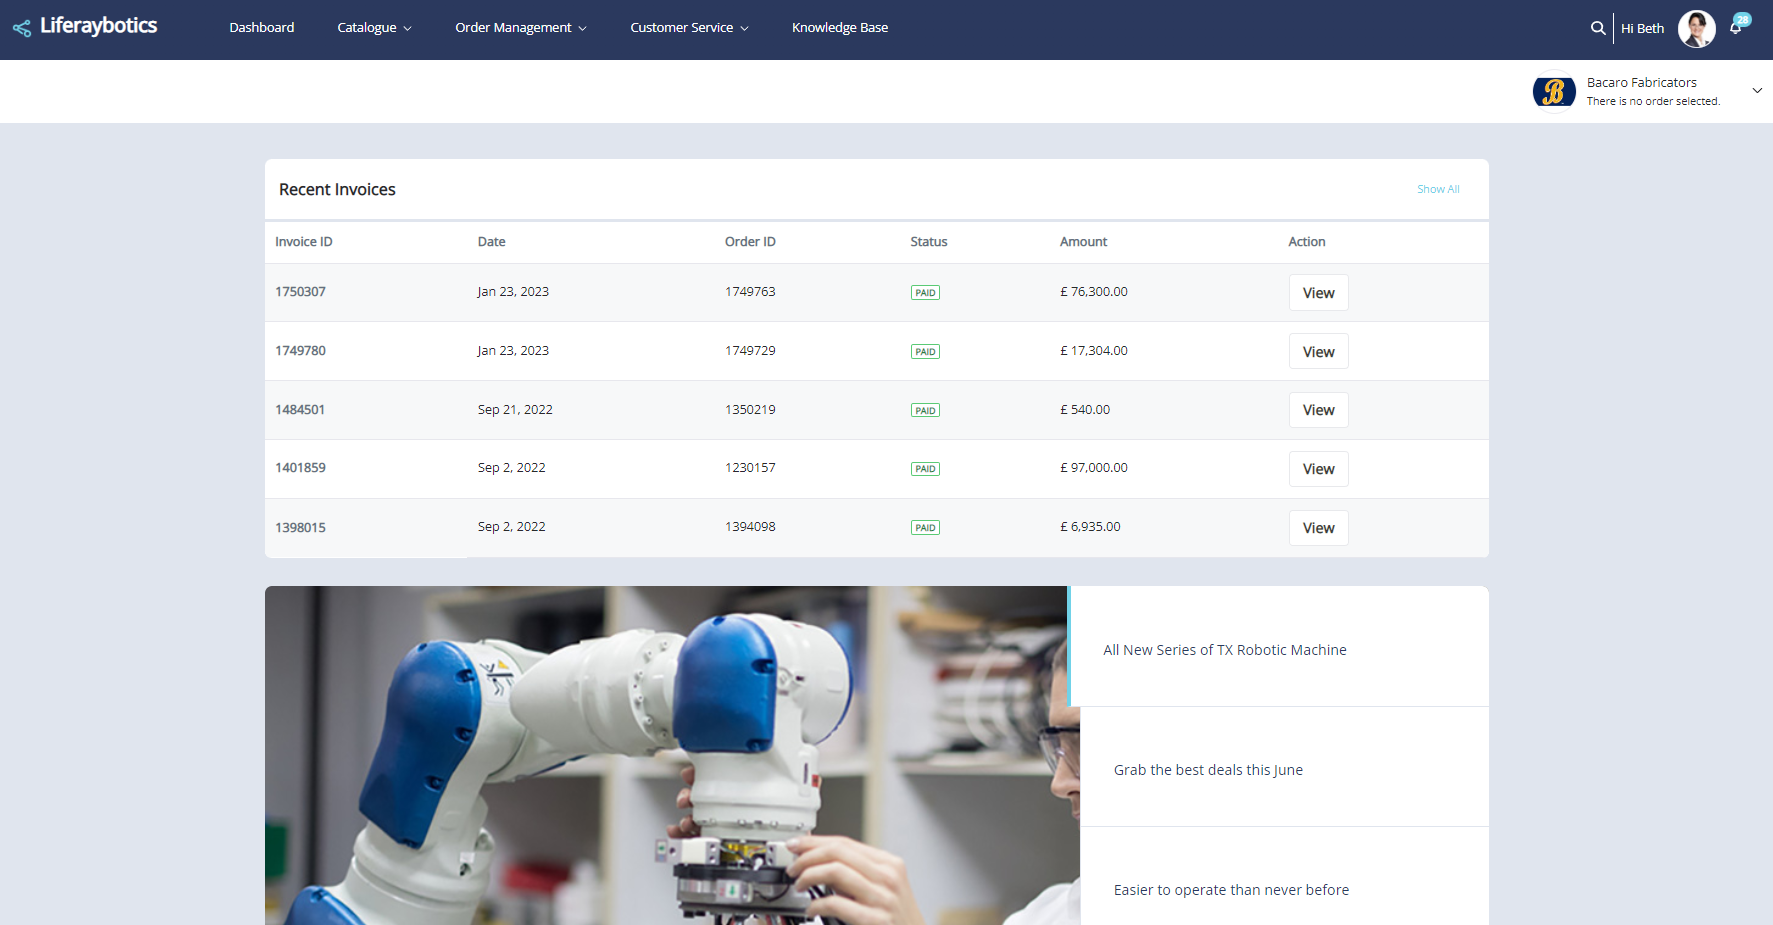 Liferaybotics Dashboard Catalogue Order Management Customer Service Knowledge Base Hi Beth 28
Bacaro Fabricators
There is no order selected.
B
Recent Invoices Show All
Invoice ID Date Order ID Status Amount Action
1750307 Jan 23, 2023 1749763 PAID £ 76,300.00 View
1749780 Jan 23, 2023 1749729 PAID £ 17,304.00 View
1484501 Sep 21, 2022 1350219 PAID £ 540.00 View
1401859 Sep 2, 2022 1230157 PAID £ 97,000.00 View
1398015 Sep 2, 2022 1394098 PAID £ 6,935.00 View
All New Series of TX Robotic Machine
Grab the best deals this June
Easier to operate than never before